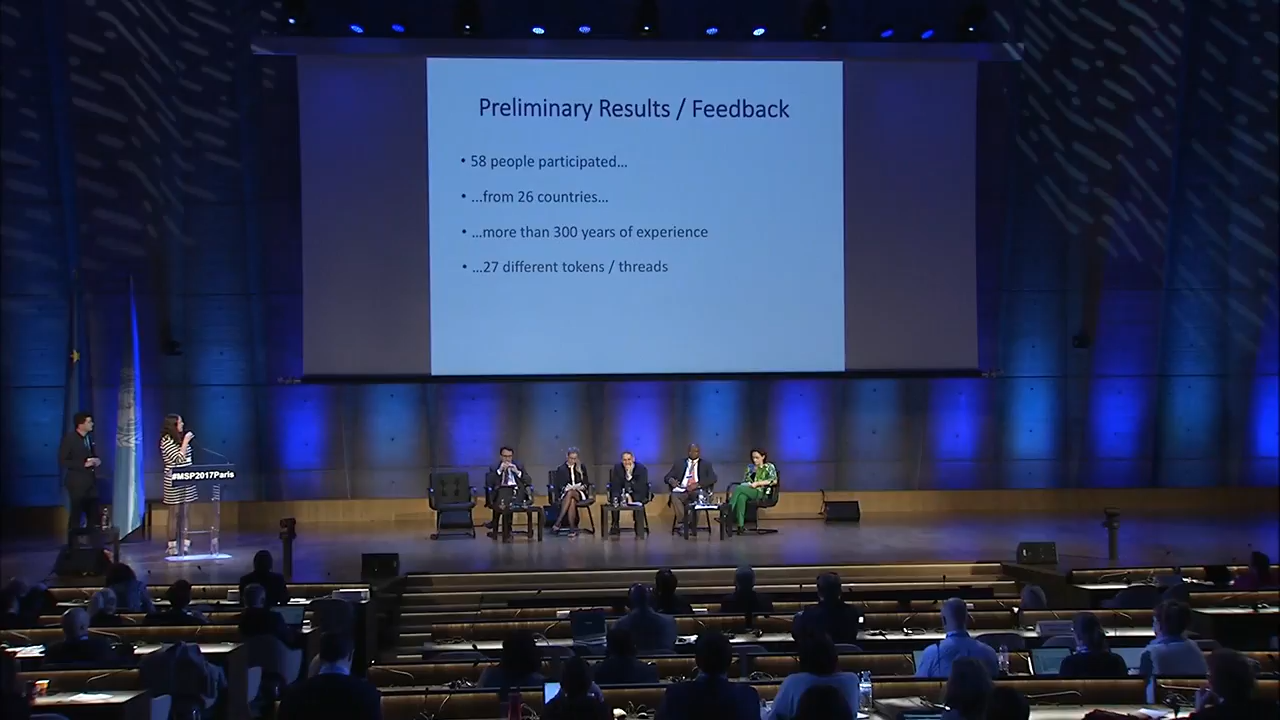 Preliminary Results / Feedback
• 58 people participated...
• ...from 26 countries...
• ...more than 300 years of experience
• ...27 different tokens / threads
#MSP2017Paris